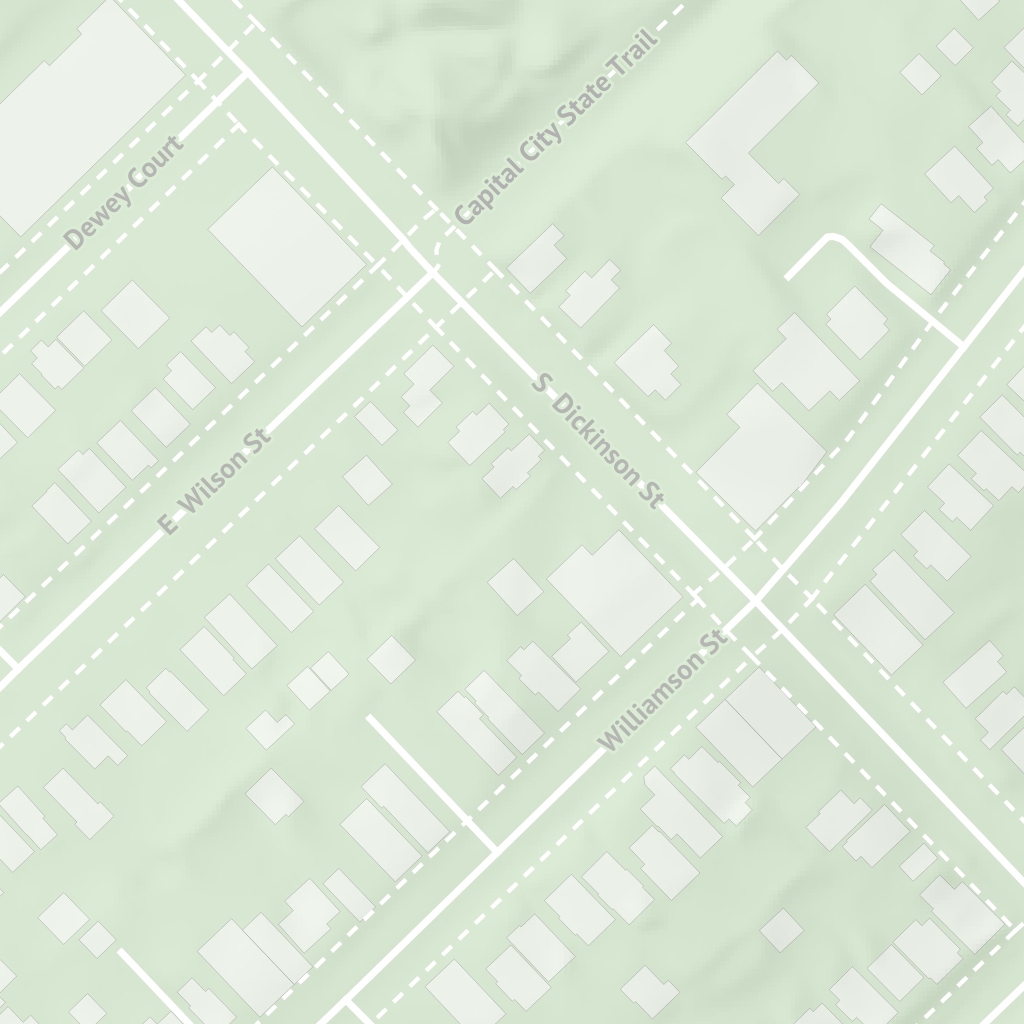 Capital City State Trail
Dewey Court
S Dickinson St
E Wilson St
Williamson St